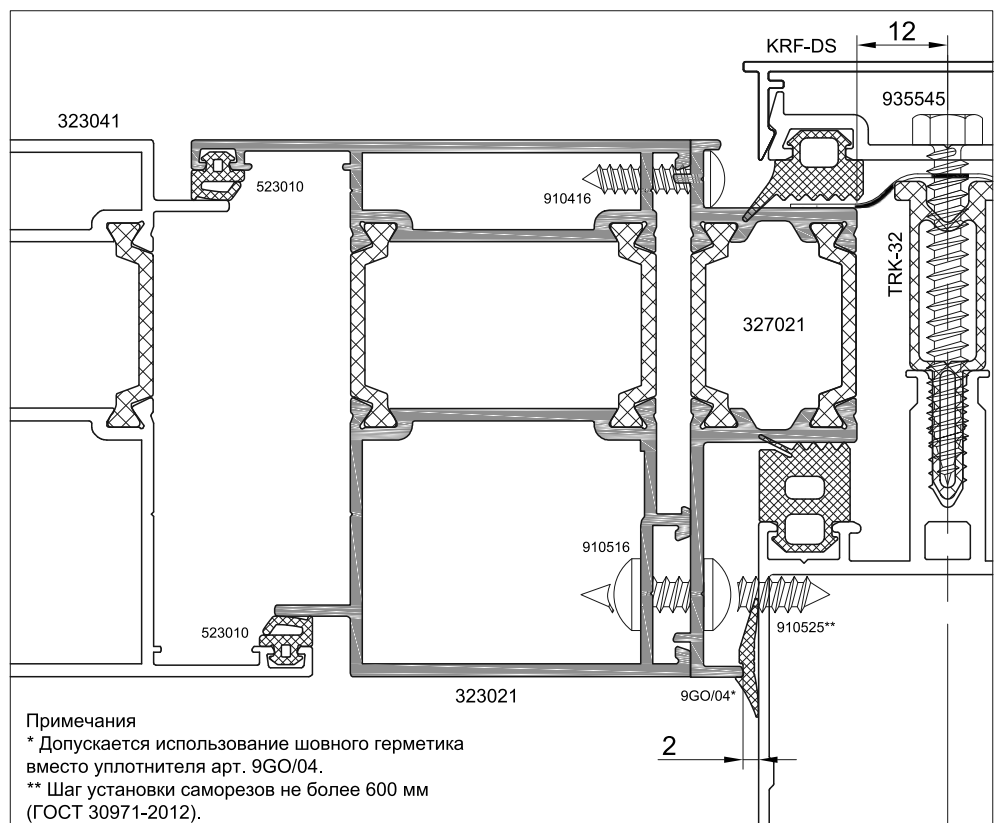 12
KRF-DS
935545
323041
523010
910416
TRK-32
327021
910516
523010
910525**
323021
9GO/04*
2
Примечания
* Допускается использование шовного герметика
вместо уплотнителя арт. 9GO/04.
** Шаг установки саморезов не более 600 мм
(ГОСТ 30971-2012).